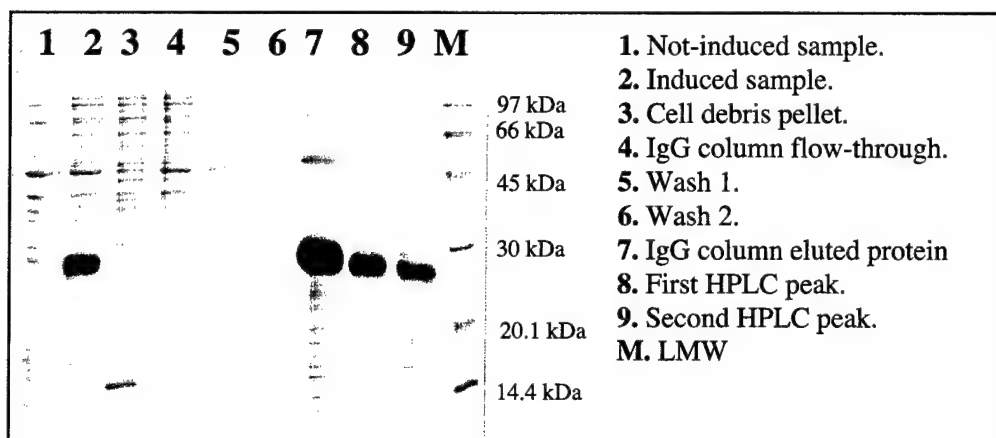 1 2 3 4 5 6 7 8 9 M
97 kDa
66 kDa
45 kDa
30 kDa
20.1 kDa
14.4 kDa
1. Not-induced sample.
2. Induced sample.
3. Cell debris pellet.
4. IgG column flow-through.
5. Wash 1.
6. Wash 2.
7. IgG column eluted protein
8. First HPLC peak.
9. Second HPLC peak.
M. LMW